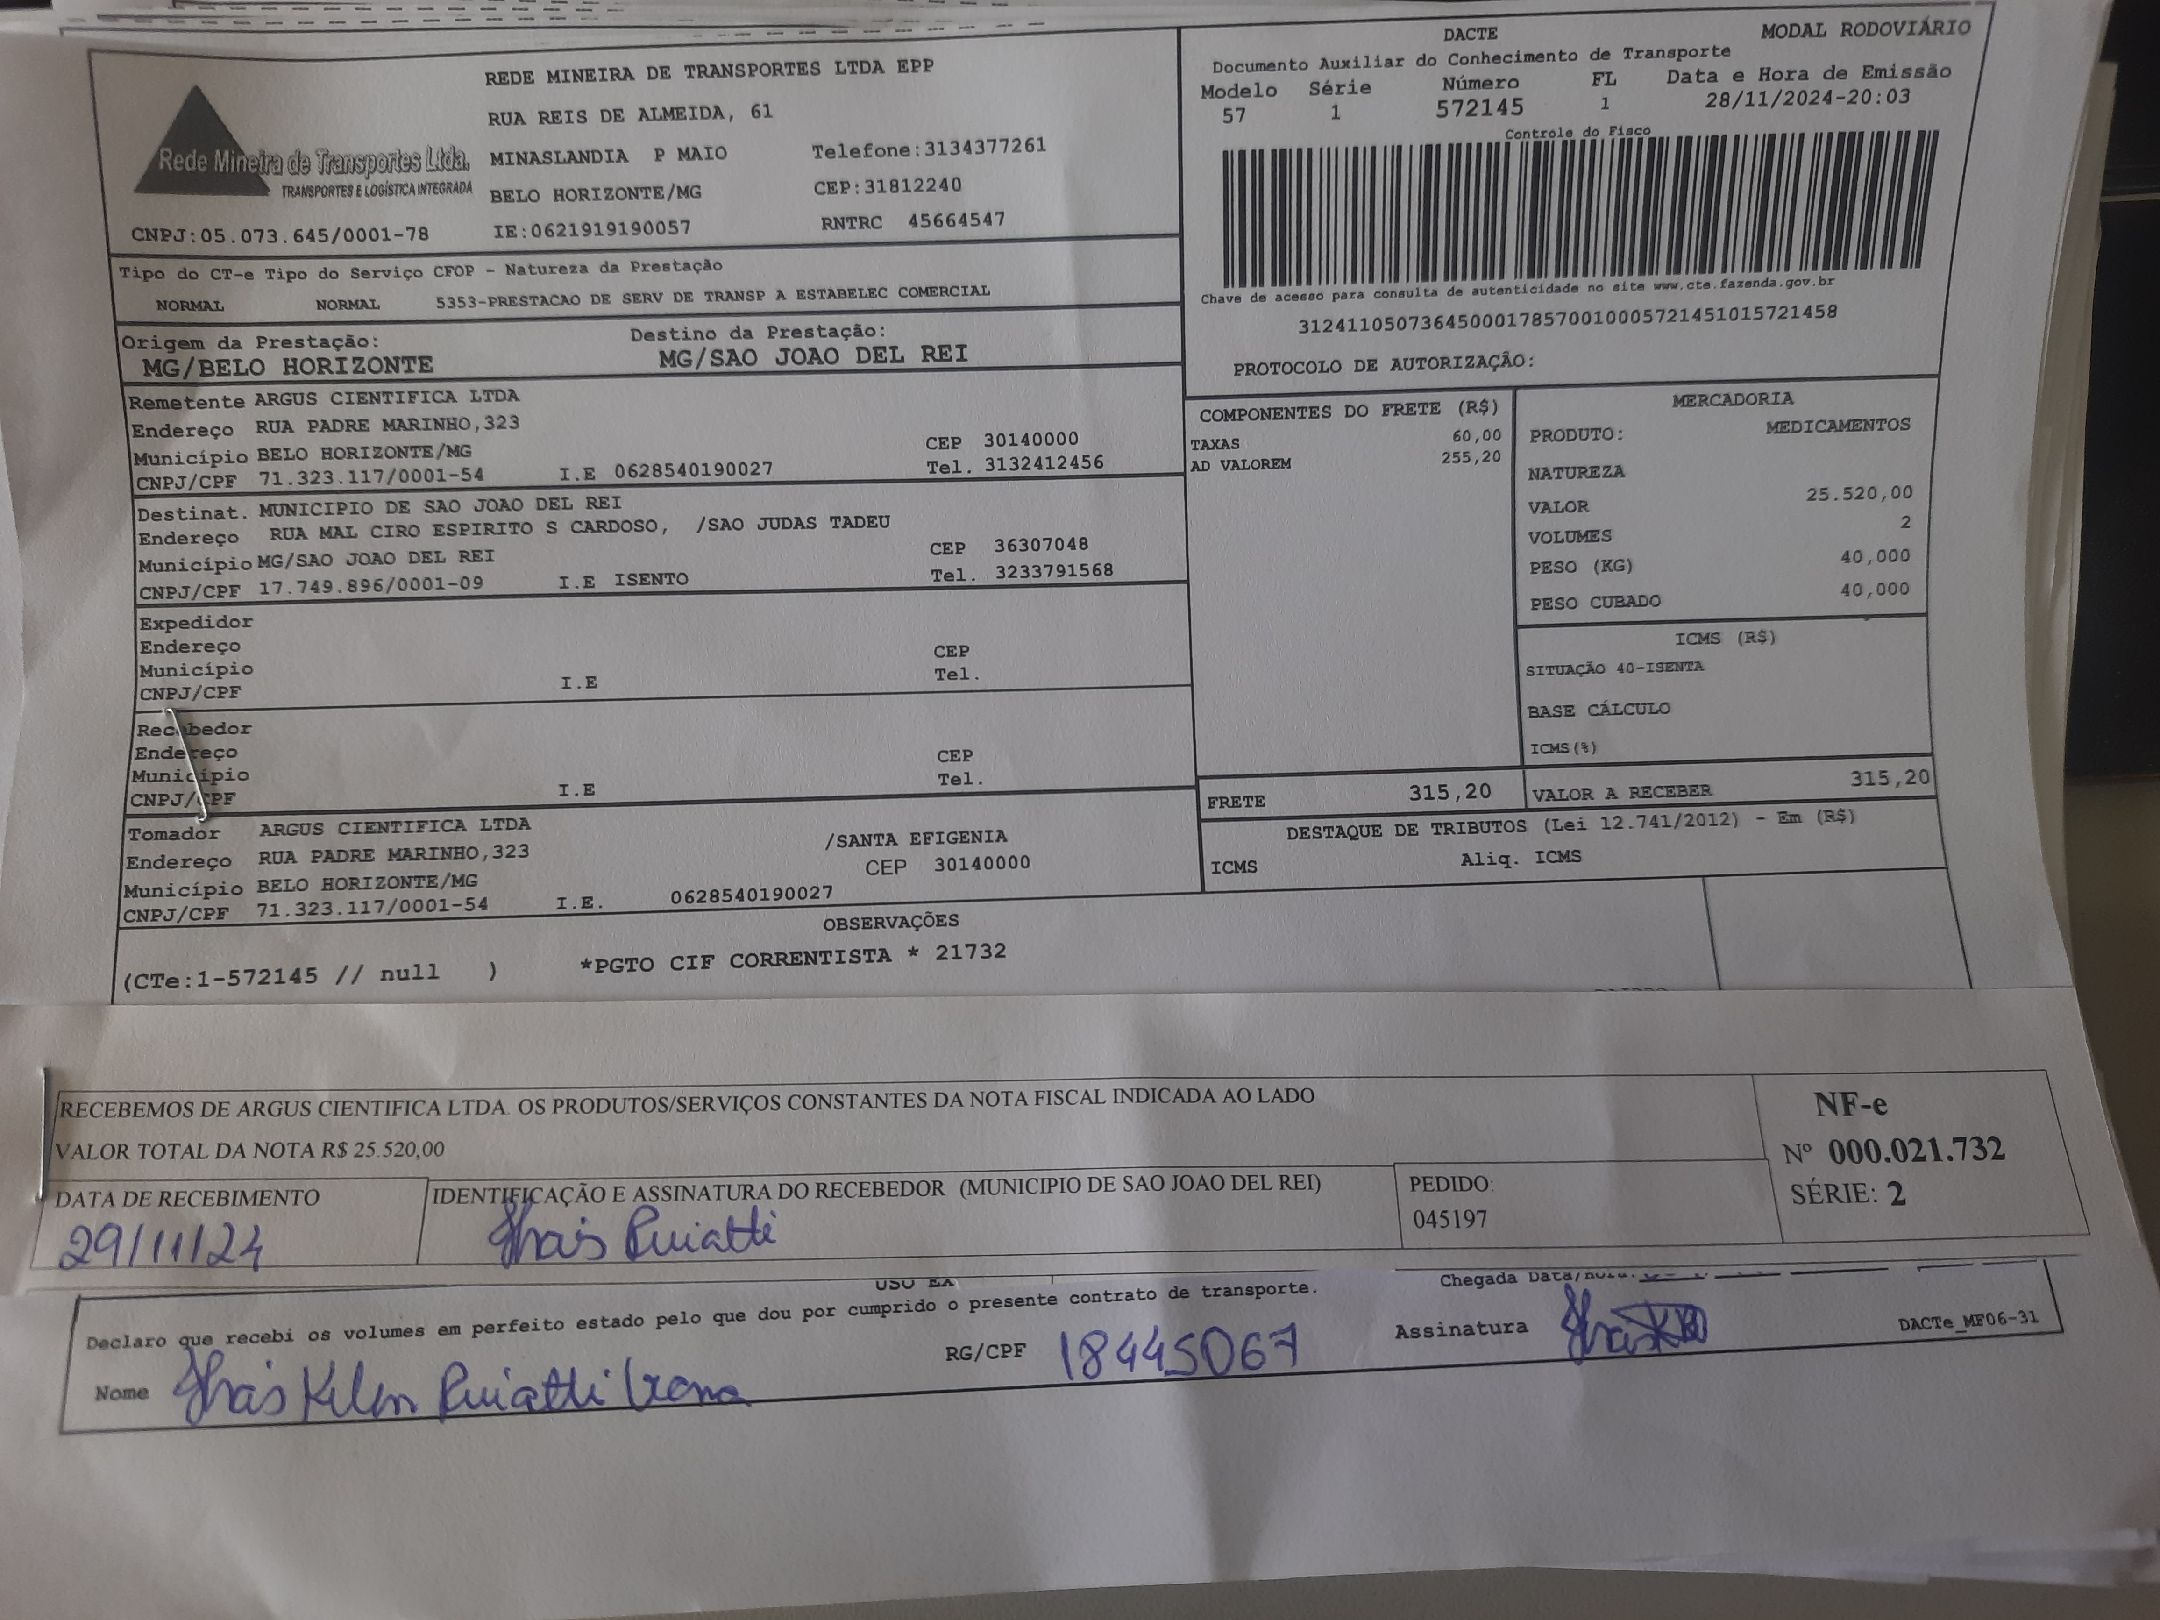 REDE MINEIRA DE TRANSPORTES LTDA EPP
RUA REIS DE ALMEIDA, 61
Rede Mineira de Transportes Ltda.
TRANSPORTES E LOGÍSTICA INTEGRADA
MINASLANDIA P MAIO Telefone:3134377261
BELO HORIZONTE/MG CEP:31812240
CNPJ:05.073.645/0001-78 IE:0621919190057 RNTRC 45664547
DACTE MODAL RODOVIÁRIO
Documento Auxiliar do Conhecimento de Transporte
Modelo Série Número FL Data e Hora de Emissão
57 1 572145 1 28/11/2024-20:03
Controle do Fisco
Chave de acesso para consulta de autenticidade no site www.cte.fazenda.gov.br
31241105073645000178570010005721451015721458
PROTOCOLO DE AUTORIZAÇÃO:
Tipo do CT-e Tipo do Serviço CFOP - Natureza da Prestação
NORMAL NORMAL 5353-PRESTACAO DE SERV DE TRANSP A ESTABELEC COMERCIAL
Origem da Prestação: Destino da Prestação:
MG/BELO HORIZONTE MG/SAO JOAO DEL REI
Remetente ARGUS CIENTIFICA LTDA
Endereço RUA PADRE MARINHO,323
Município BELO HORIZONTE/MG CEP 30140000
CNPJ/CPF 71.323.117/0001-54 I.E 0628540190027 Tel. 3132412456
Destinat. MUNICIPIO DE SAO JOAO DEL REI
Endereço RUA MAL CIRO ESPIRITO S CARDOSO, /SAO JUDAS TADEU
Município MG/SAO JOAO DEL REI CEP 36307048
CNPJ/CPF 17.749.896/0001-09 I.E ISENTO Tel. 3233791568
Expedidor
Endereço
Município CEP
CNPJ/CPF I.E Tel.
Recebedor
Endereço
Município CEP
CNPJ/CPF I.E Tel.
Tomador ARGUS CIENTIFICA LTDA
Endereço RUA PADRE MARINHO,323 /SANTA EFIGENIA
Município BELO HORIZONTE/MG CEP 30140000
CNPJ/CPF 71.323.117/0001-54 I.E. 0628540190027
COMPONENTES DO FRETE (R$)
TAXAS 60,00
AD VALOREM 255,20
MERCADORIA
PRODUTO: MEDICAMENTOS
NATUREZA
VALOR 25.520,00
VOLUMES 2
PESO (KG) 40,000
PESO CUBADO 40,000
ICMS (R$)
SITUAÇÃO 40-ISENTA
BASE CÁLCULO
ICMS(%)
FRETE 315,20 VALOR A RECEBER 315,20
DESTAQUE DE TRIBUTOS (Lei 12.741/2012) - Em (R$)
ICMS Aliq. ICMS
OBSERVAÇÕES
(CTe:1-572145 // null ) *PGTO CIF CORRENTISTA * 21732
RECEBEMOS DE ARGUS CIENTIFICA LTDA. OS PRODUTOS/SERVIÇOS CONSTANTES DA NOTA FISCAL INDICADA AO LADO
VALOR TOTAL DA NOTA R$ 25.520,00
NF-e
Nº 000.021.732
SÉRIE: 2
DATA DE RECEBIMENTO IDENTIFICAÇÃO E ASSINATURA DO RECEBEDOR (MUNICIPIO DE SAO JOAO DEL REI) PEDIDO:
29/11/24 Thais Ruiatti 045197
Chegada Data/hora:
Declaro que recebi os volumes em perfeito estado pelo que dou por cumprido o presente contrato de transporte.
Nome Thais Ruiatti RG/CPF 18445067 Assinatura DACTe_MF06-31